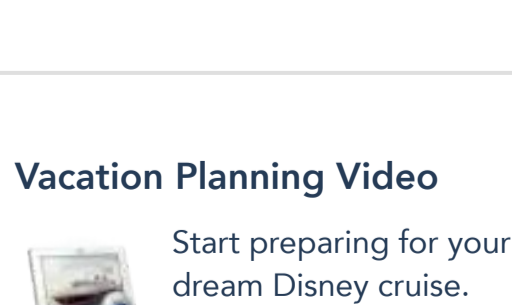 Vacation Planning Video
Start preparing for your
dream Disney cruise.